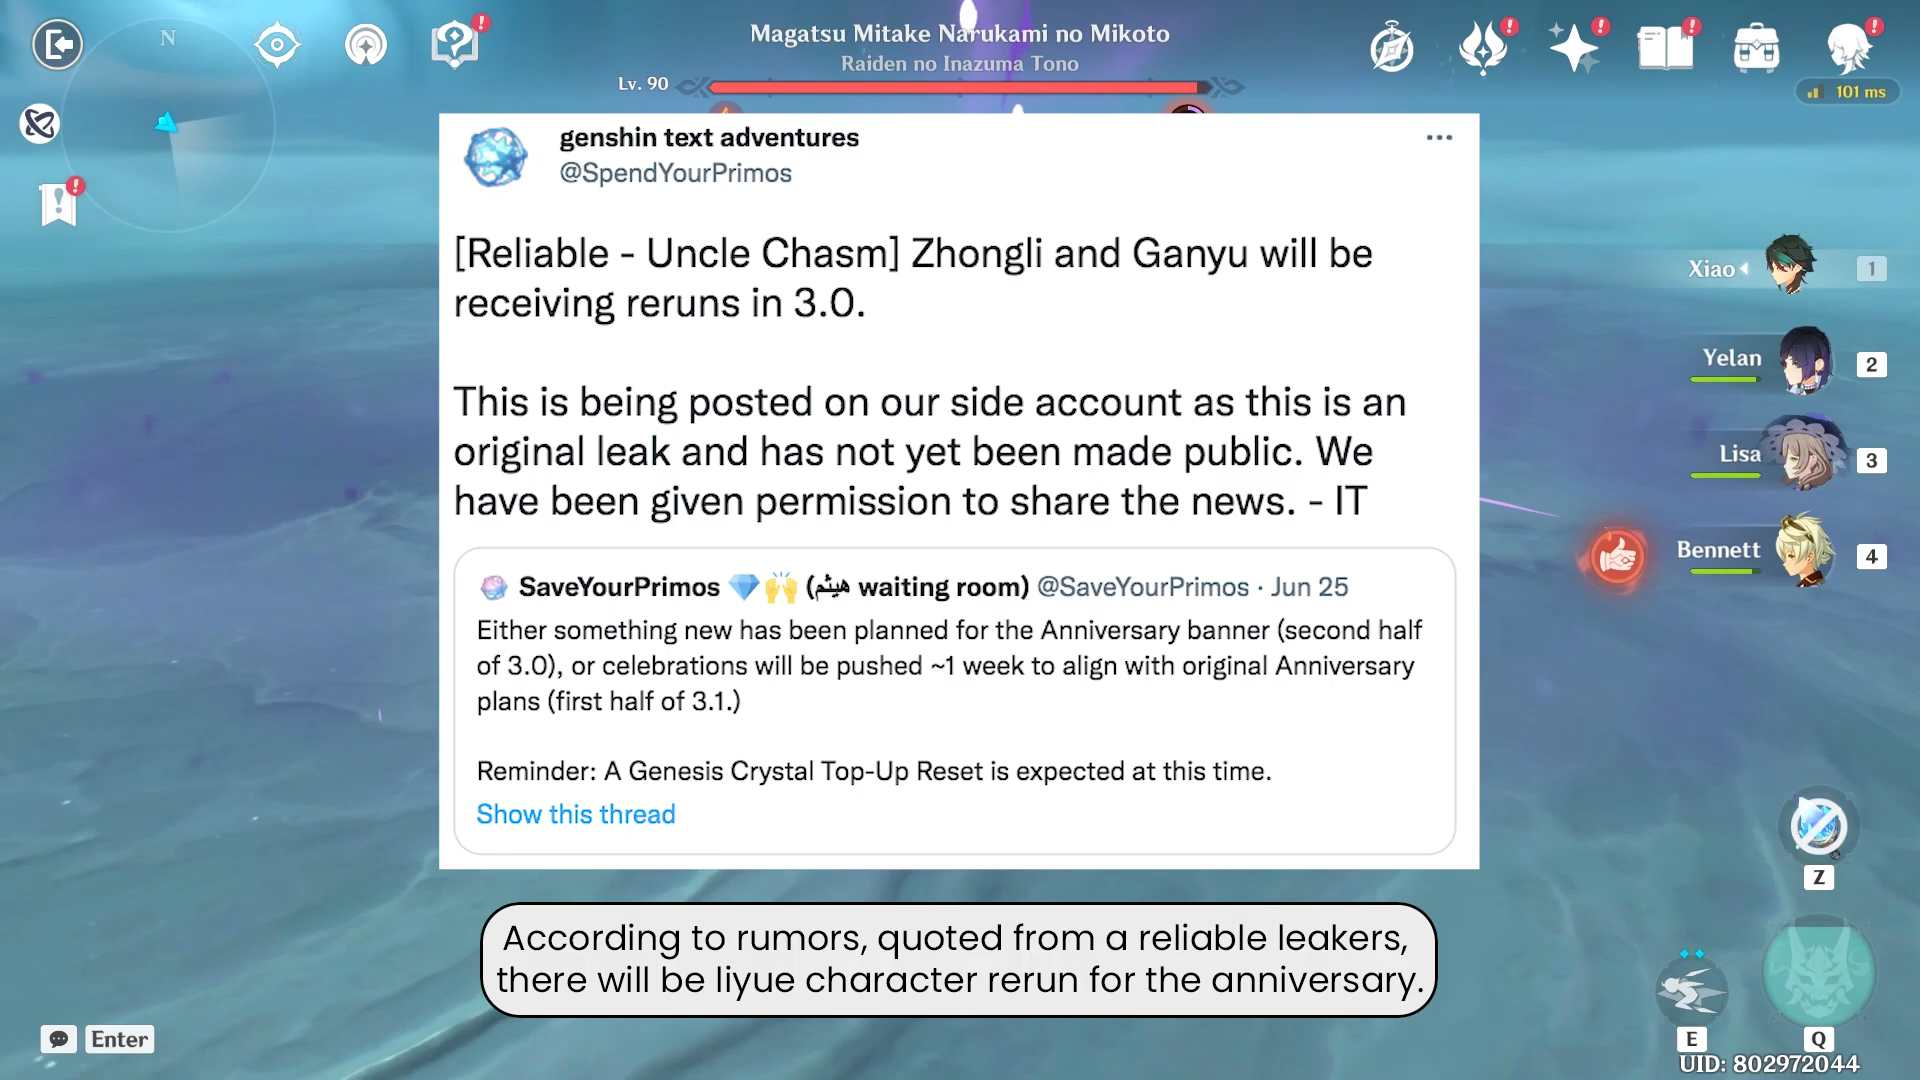 N
Magatsu Mitake Narukami no Mikoto
Raiden no Inazuma Tono
Lv. 90
101 ms
genshin text adventures
@SpendYourPrimos
[Reliable - Uncle Chasm] Zhongli and Ganyu will be
receiving reruns in 3.0.
This is being posted on our side account as this is an
original leak and has not yet been made public. We
have been given permission to share the news. - IT
SaveYourPrimos 💎🙌 (هيثم waiting room) @SaveYourPrimos · Jun 25
Either something new has been planned for the Anniversary banner (second half
of 3.0), or celebrations will be pushed ~1 week to align with original Anniversary
plans (first half of 3.1.)
Reminder: A Genesis Crystal Top-Up Reset is expected at this time.
Show this thread
Xiao 1
Yelan 2
Lisa 3
Bennett 4
Z
According to rumors, quoted from a reliable leakers,
there will be liyue character rerun for the anniversary.
Enter
E
Q
UID: 802972044